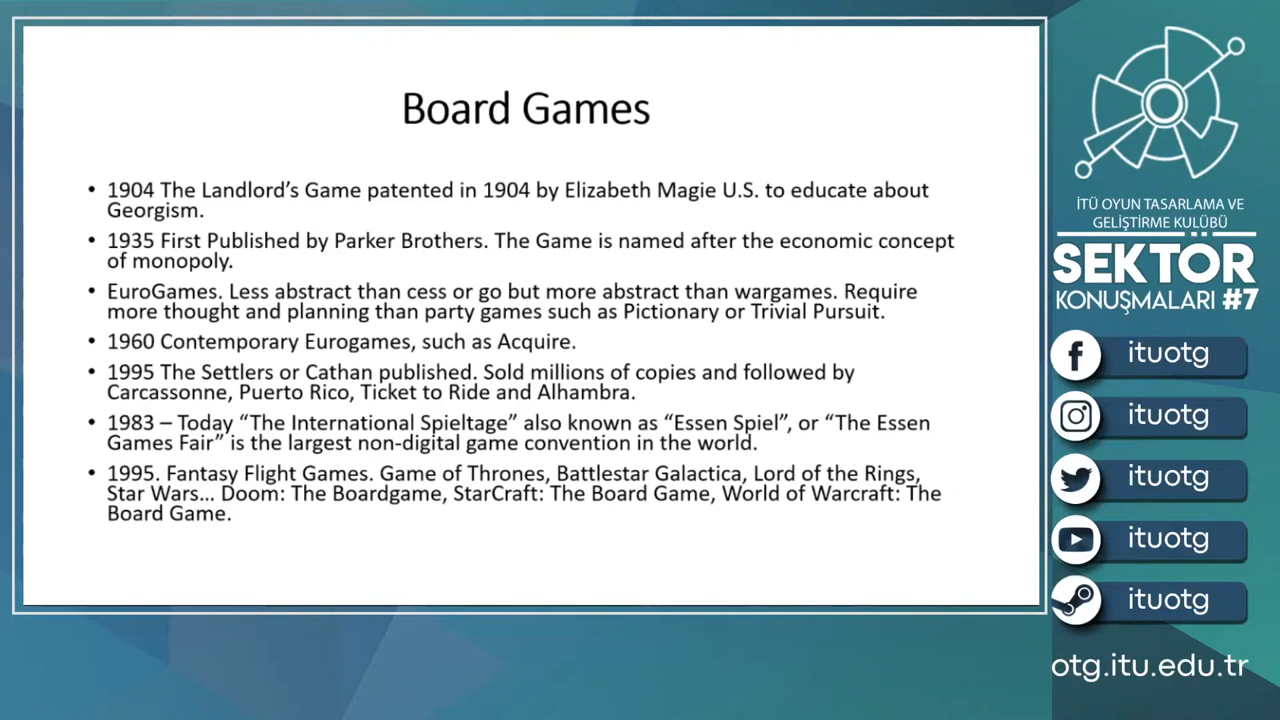 Board Games
• 1904 The Landlord's Game patented in 1904 by Elizabeth Magie U.S. to educate about
Georgism.
• 1935 First Published by Parker Brothers. The Game is named after the economic concept
of monopoly.
• EuroGames. Less abstract than cess or go but more abstract than wargames. Require
more thought and planning than party games such as Pictionary or Trivial Pursuit.
• 1960 Contemporary Eurogames, such as Acquire.
• 1995 The Settlers or Cathan published. Sold millions of copies and followed by
Carcassonne, Puerto Rico, Ticket to Ride and Alhambra.
• 1983 – Today “The International Spieltage” also known as “Essen Spiel”, or “The Essen
Games Fair” is the largest non-digital game convention in the world.
• 1995. Fantasy Flight Games. Game of Thrones, Battlestar Galactica, Lord of the Rings,
Star Wars... Doom: The Boardgame, StarCraft: The Board Game, World of Warcraft: The
Board Game.
İTÜ OYUN TASARLAMA VE
GELİŞTİRME KULÜBÜ
SEKTÖR
KONUŞMALARI #7
ituotg
ituotg
ituotg
ituotg
ituotg
otg.itu.edu.tr